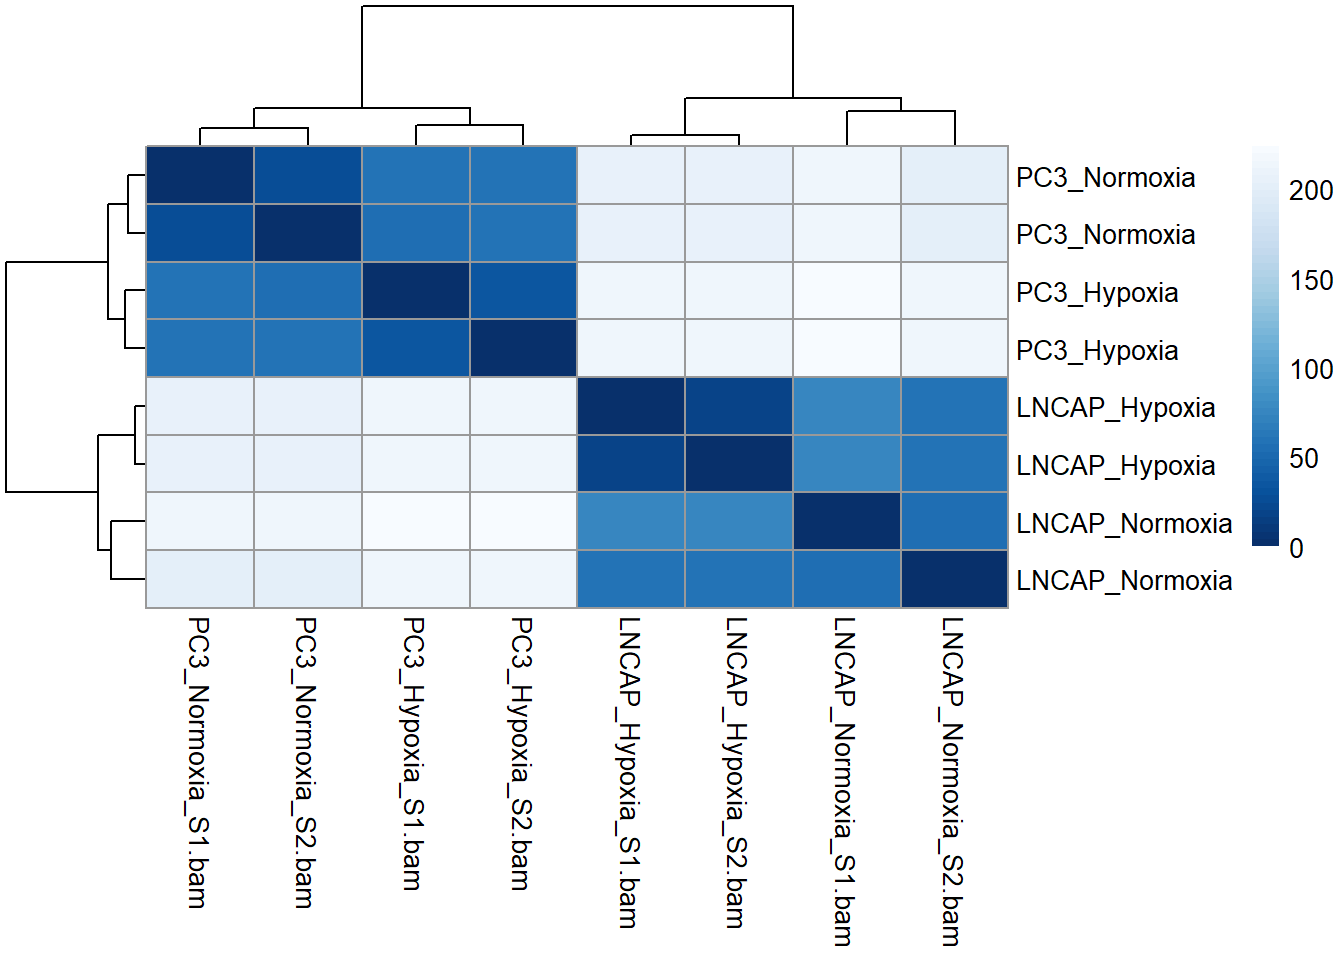 PC3_Normoxia
PC3_Normoxia
PC3_Hypoxia
PC3_Hypoxia
LNCAP_Hypoxia
LNCAP_Hypoxia
LNCAP_Normoxia
LNCAP_Normoxia
200
150
100
50
0
PC3_Normoxia_S1.bam
PC3_Normoxia_S2.bam
PC3_Hypoxia_S1.bam
PC3_Hypoxia_S2.bam
LNCAP_Hypoxia_S1.bam
LNCAP_Hypoxia_S2.bam
LNCAP_Normoxia_S1.bam
LNCAP_Normoxia_S2.bam